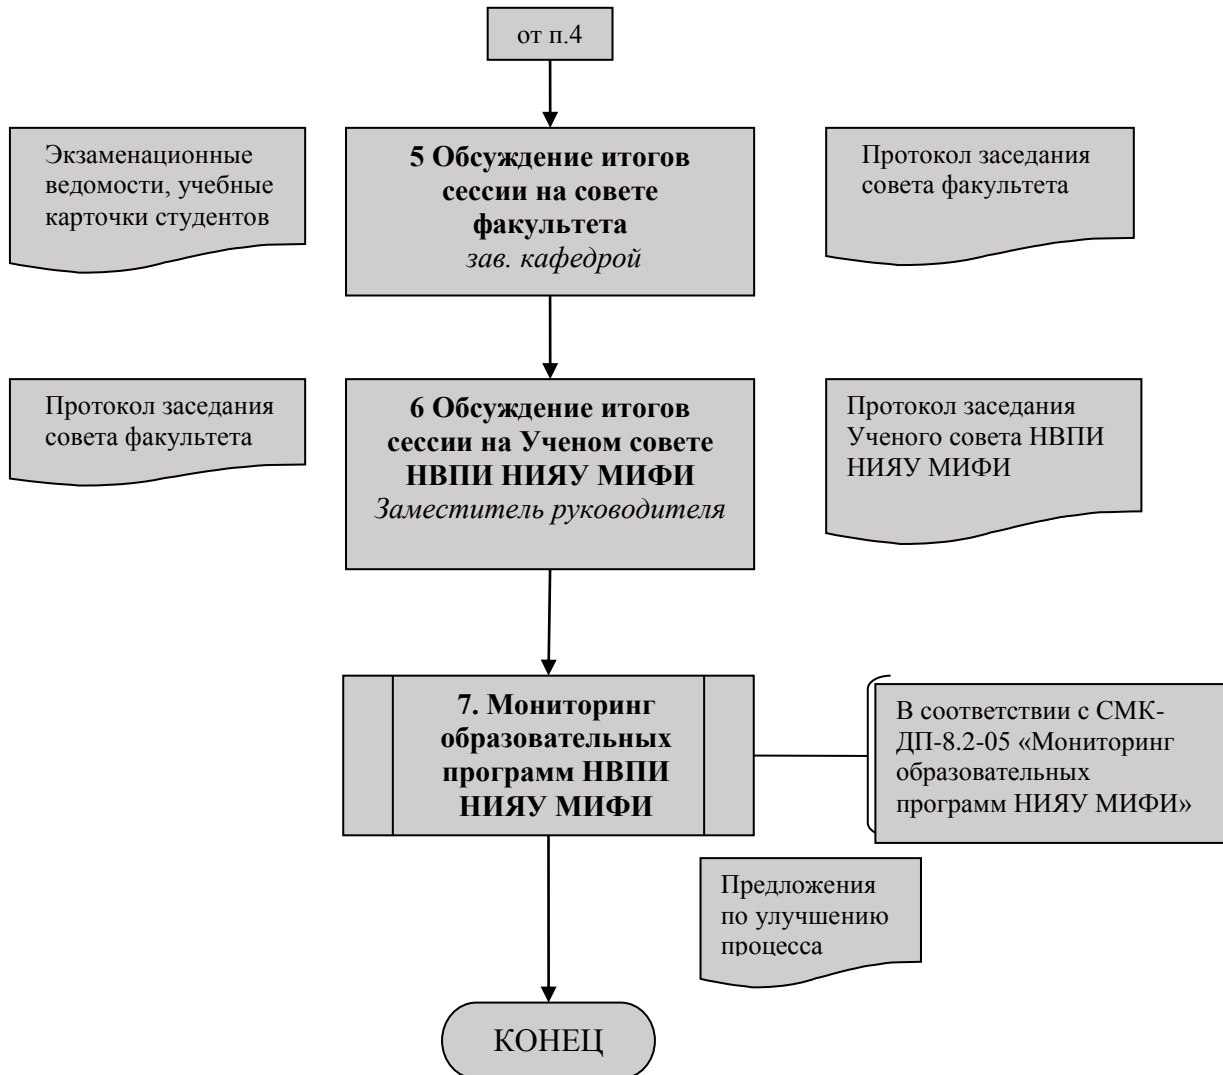 от п.4
Экзаменационные
ведомости, учебные
карточки студентов
5 Обсуждение итогов
сессии на совете
факультета
зав. кафедрой
Протокол заседания
совета факультета
Протокол заседания
совета факультета
6 Обсуждение итогов
сессии на Ученом совете
НВПИ НИЯУ МИФИ
Заместитель руководителя
Протокол заседания
Ученого совета НВПИ
НИЯУ МИФИ
7. Мониторинг
образовательных
программ НВПИ
НИЯУ МИФИ
В соответствии с СМК-
ДП-8.2-05 «Мониторинг
образовательных
программ НИЯУ МИФИ»
Предложения
по улучшению
процесса
КОНЕЦ